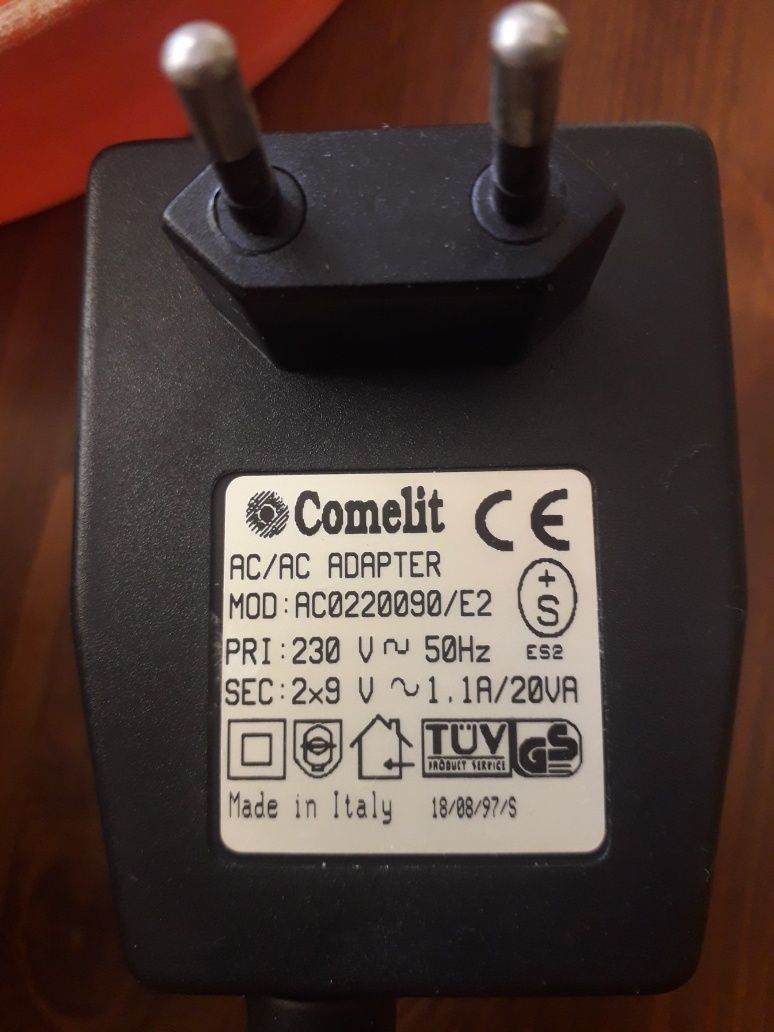 Comelit CE
AC/AC ADAPTER
MOD:AC0220090/E2
+
S
PRI:230 V~ 50Hz ES2
SEC:2x9 V ~1.1A/20VA
TÜV
PRODUCT SERVICE
GS
Made in Italy 18/08/97/S